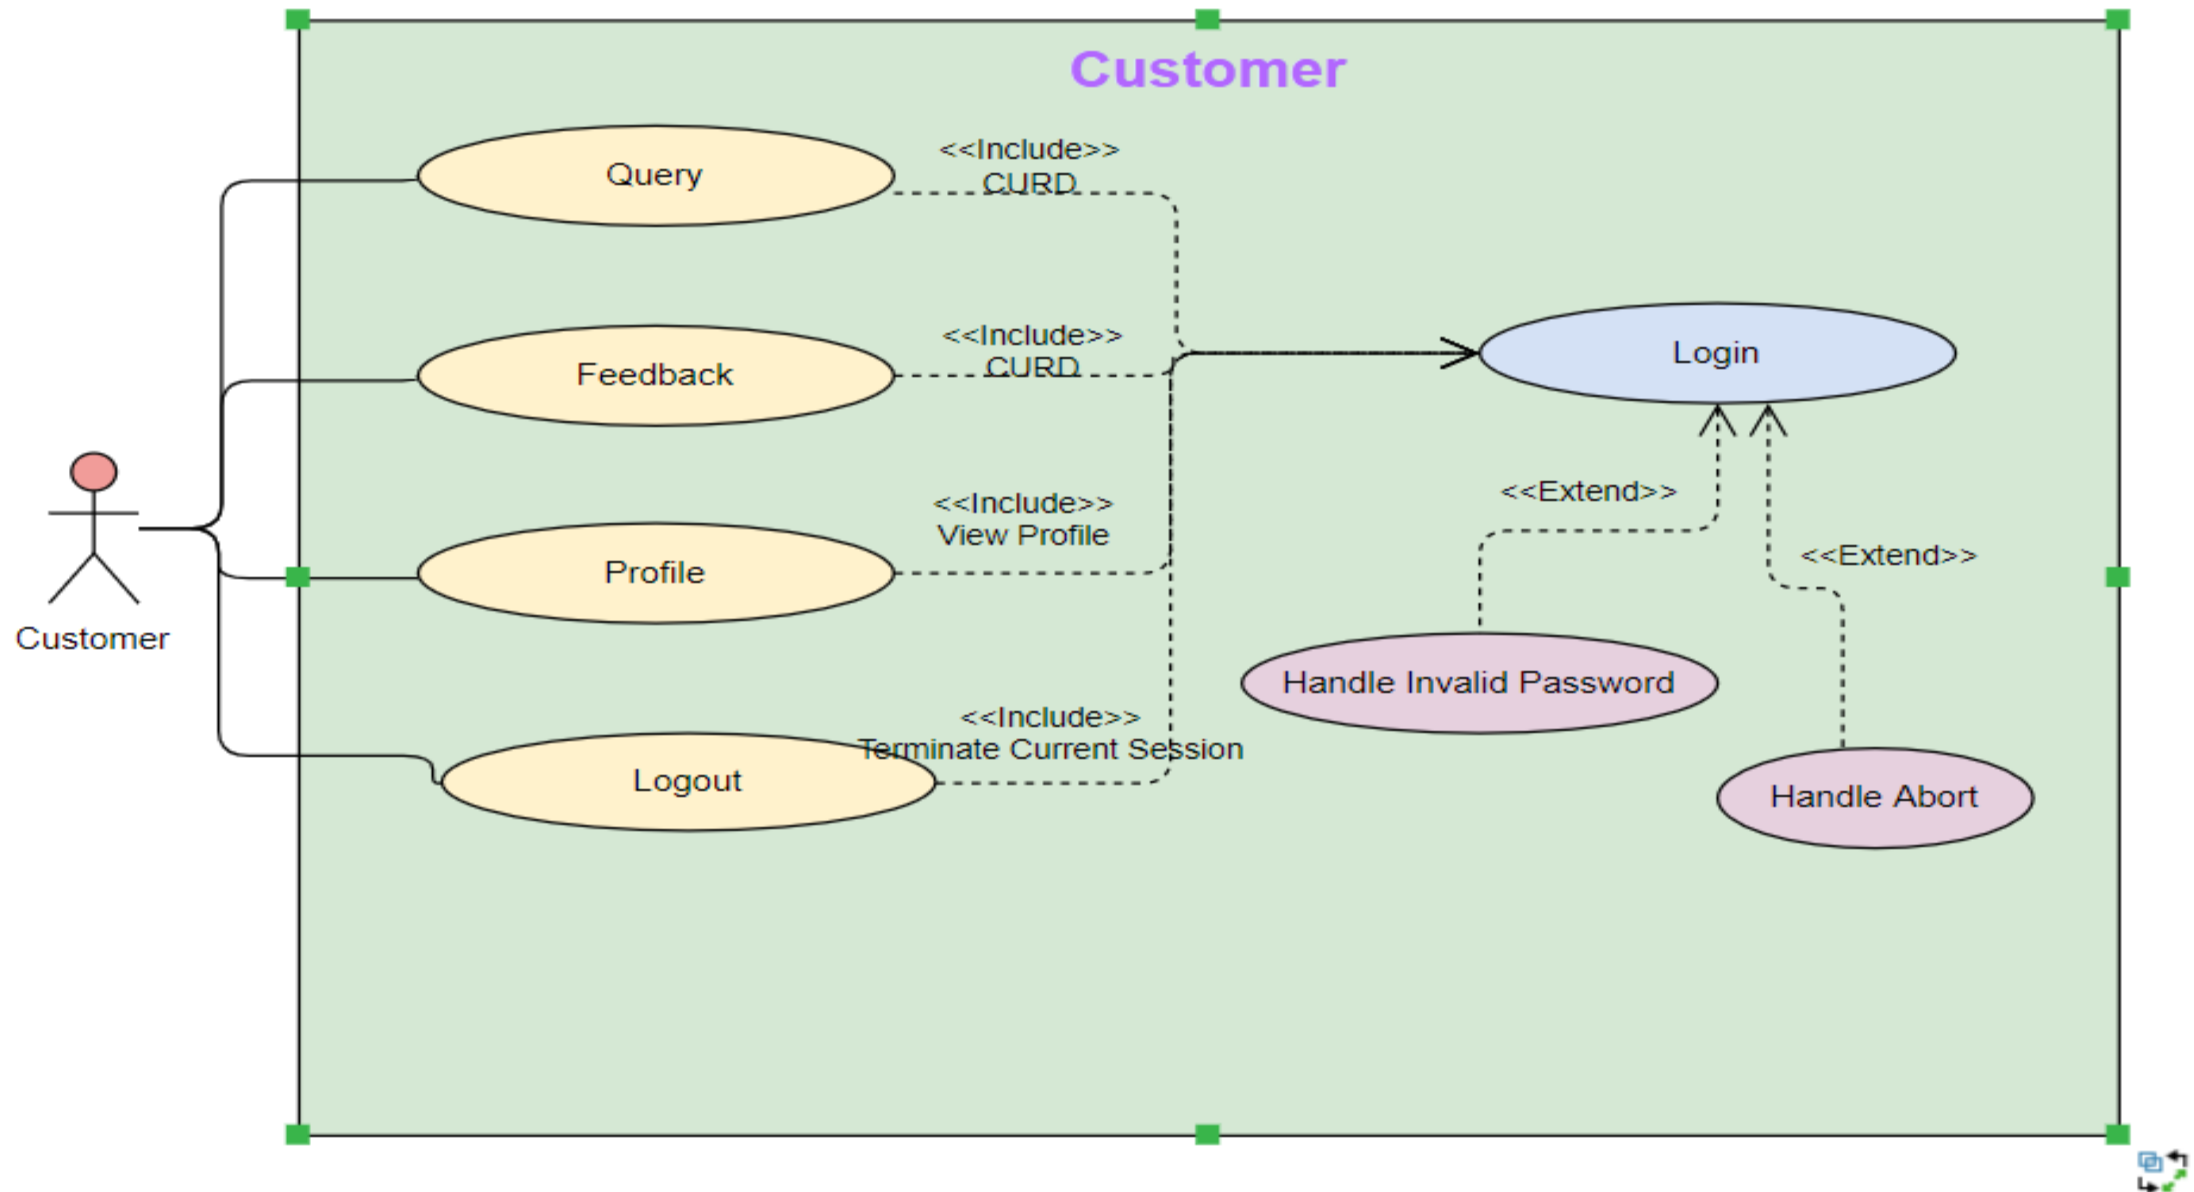 Customer
<<Include>>
CURD
Query
<<Include>>
CURD
Feedback
Login
<<Extend>>
<<Include>>
View Profile
<<Extend>>
Profile
Customer
Handle Invalid Password
<<Include>>
Terminate Current Session
Logout
Handle Abort